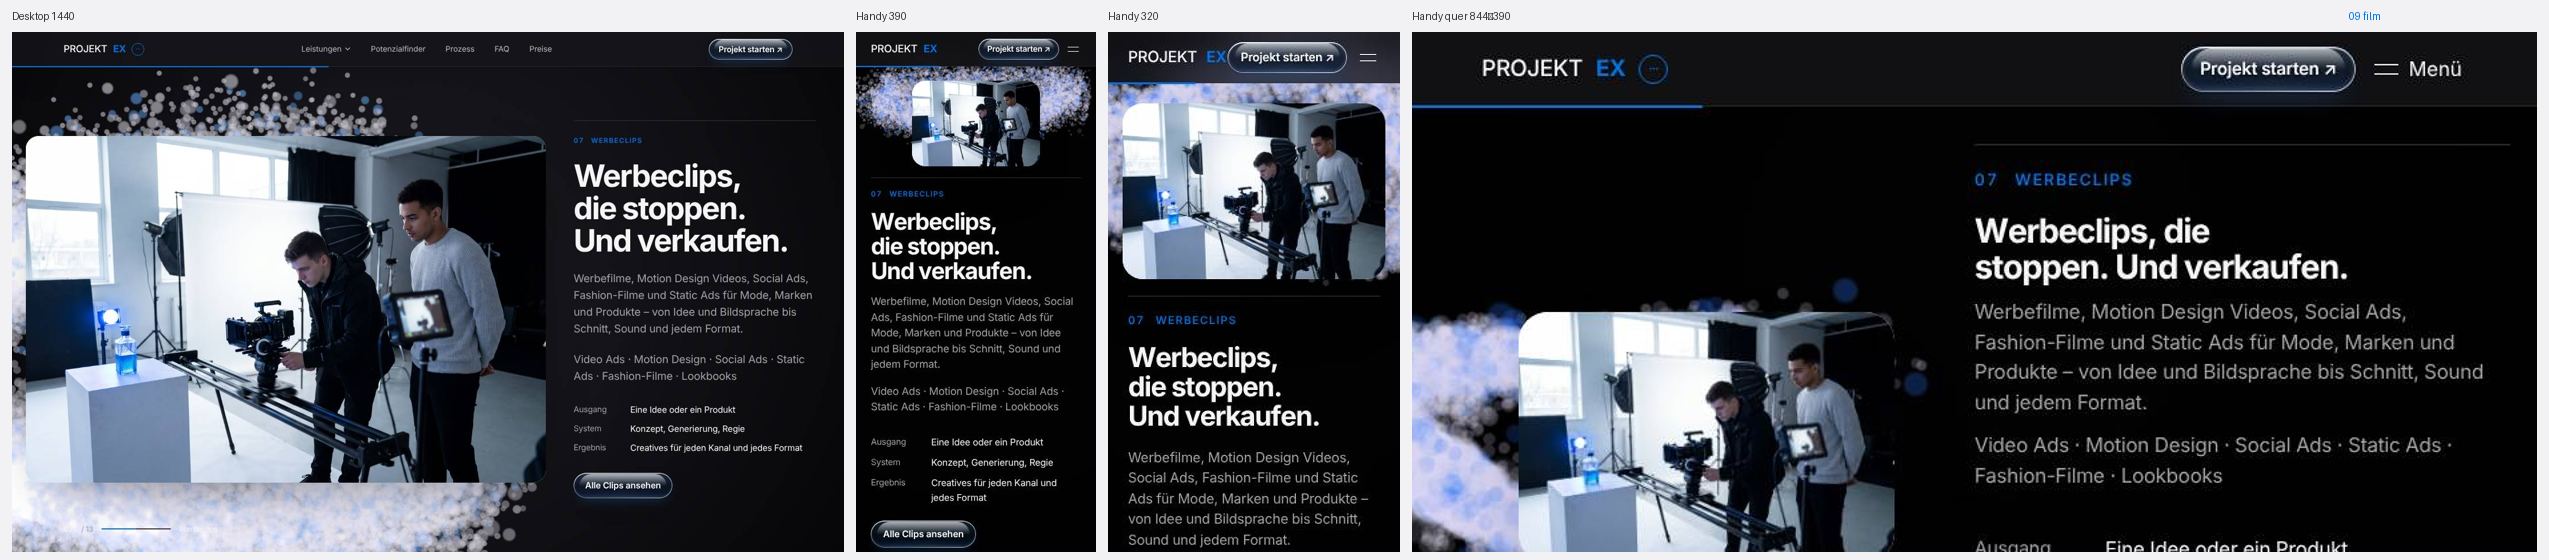 Desktop 1440
PROJEKT EX
Leistungen
Potenzialfinder
Prozess
FAQ
Preise
Projekt starten ↗
07 WERBECLIPS
Werbeclips,
die stoppen.
Und verkaufen.
Werbefilme, Motion Design Videos, Social Ads,
Fashion-Filme und Static Ads für Mode, Marken
und Produkte – von Idee und Bildsprache bis
Schnitt, Sound und jedem Format.
Video Ads · Motion Design · Social Ads · Static
Ads · Fashion-Filme · Lookbooks
Ausgang Eine Idee oder ein Produkt
System Konzept, Generierung, Regie
Ergebnis Creatives für jeden Kanal und jedes Format
Alle Clips ansehen
/ 13
Handy 390
PROJEKT EX
Projekt starten ↗
07 WERBECLIPS
Werbeclips,
die stoppen.
Und verkaufen.
Werbefilme, Motion Design Videos, Social
Ads, Fashion-Filme und Static Ads für
Mode, Marken und Produkte – von Idee
und Bildsprache bis Schnitt, Sound und
jedem Format.
Video Ads · Motion Design · Social Ads ·
Static Ads · Fashion-Filme · Lookbooks
Ausgang Eine Idee oder ein Produkt
System Konzept, Generierung, Regie
Ergebnis Creatives für jeden Kanal und
jedes Format
Alle Clips ansehen
Handy 320
PROJEKT EX
Projekt starten ↗
07 WERBECLIPS
Werbeclips,
die stoppen.
Und verkaufen.
Werbefilme, Motion Design Videos,
Social Ads, Fashion-Filme und Static
Ads für Mode, Marken und Produkte –
von Idee und Bildsprache bis Schnitt,
Sound und jedem Format.
Handy quer 844 390
09 film
PROJEKT EX
Projekt starten ↗
Menü
07 WERBECLIPS
Werbeclips, die
stoppen. Und verkaufen.
Werbefilme, Motion Design Videos, Social Ads,
Fashion-Filme und Static Ads für Mode, Marken und
Produkte – von Idee und Bildsprache bis Schnitt, Sound
und jedem Format.
Video Ads · Motion Design · Social Ads · Static Ads ·
Fashion-Filme · Lookbooks
Ausgang Eine Idee oder ein Produkt